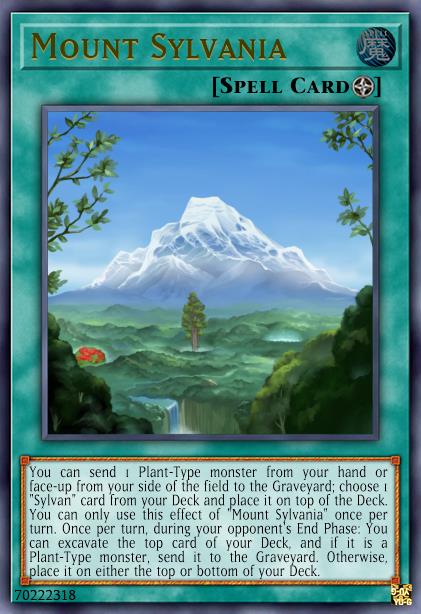 MOUNT SYLVANIA
SPELL
魔
[SPELL CARD]
You can send 1 Plant-Type monster from your hand or
face-up from your side of the field to the Graveyard; choose 1
"Sylvan" card from your Deck and place it on top of the Deck.
You can only use this effect of "Mount Sylvania" once per
turn. Once per turn, during your opponent's End Phase: You
can excavate the top card of your Deck, and if it is a
Plant-Type monster, send it to the Graveyard. Otherwise,
place it on either the top or bottom of your Deck.
70222318